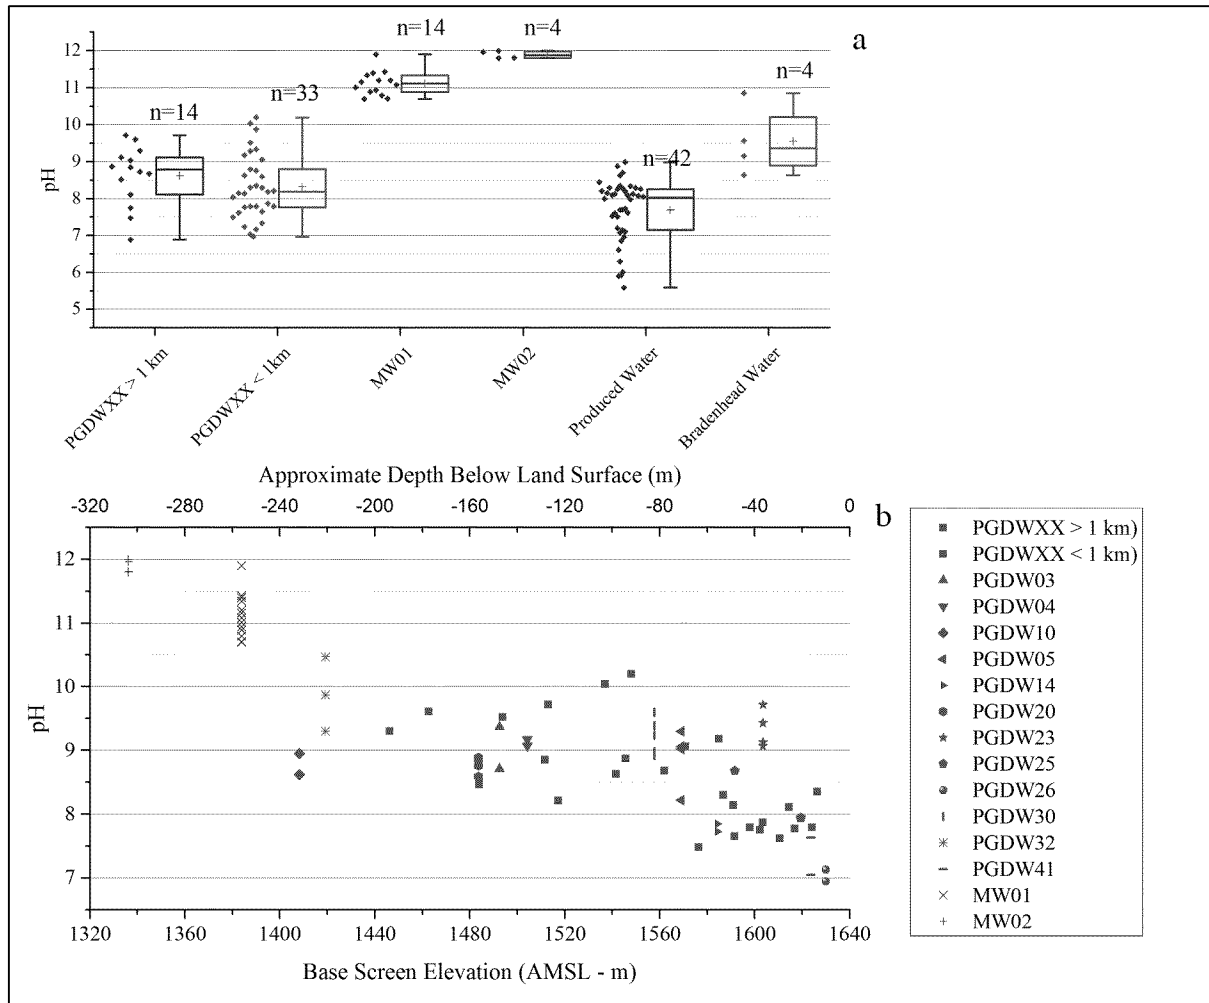 a
n=14
n=33
n=14
n=4
n=42
n=4
pH
12
11
10
9
8
7
6
5
PGDWXX > 1 km
PGDWXX < 1km
MW01
MW02
Produced Water
Bradenhead Water
Approximate Depth Below Land Surface (m)
-320 -280 -240 -200 -160 -120 -80 -40 0
b
pH
12
11
10
9
8
7
1320 1360 1400 1440 1480 1520 1560 1600 1640
Base Screen Elevation (AMSL - m)
PGDWXX > 1 km)
PGDWXX < 1 km)
PGDW03
PGDW04
PGDW10
PGDW05
PGDW14
PGDW20
PGDW23
PGDW25
PGDW26
PGDW30
PGDW32
PGDW41
MW01
MW02